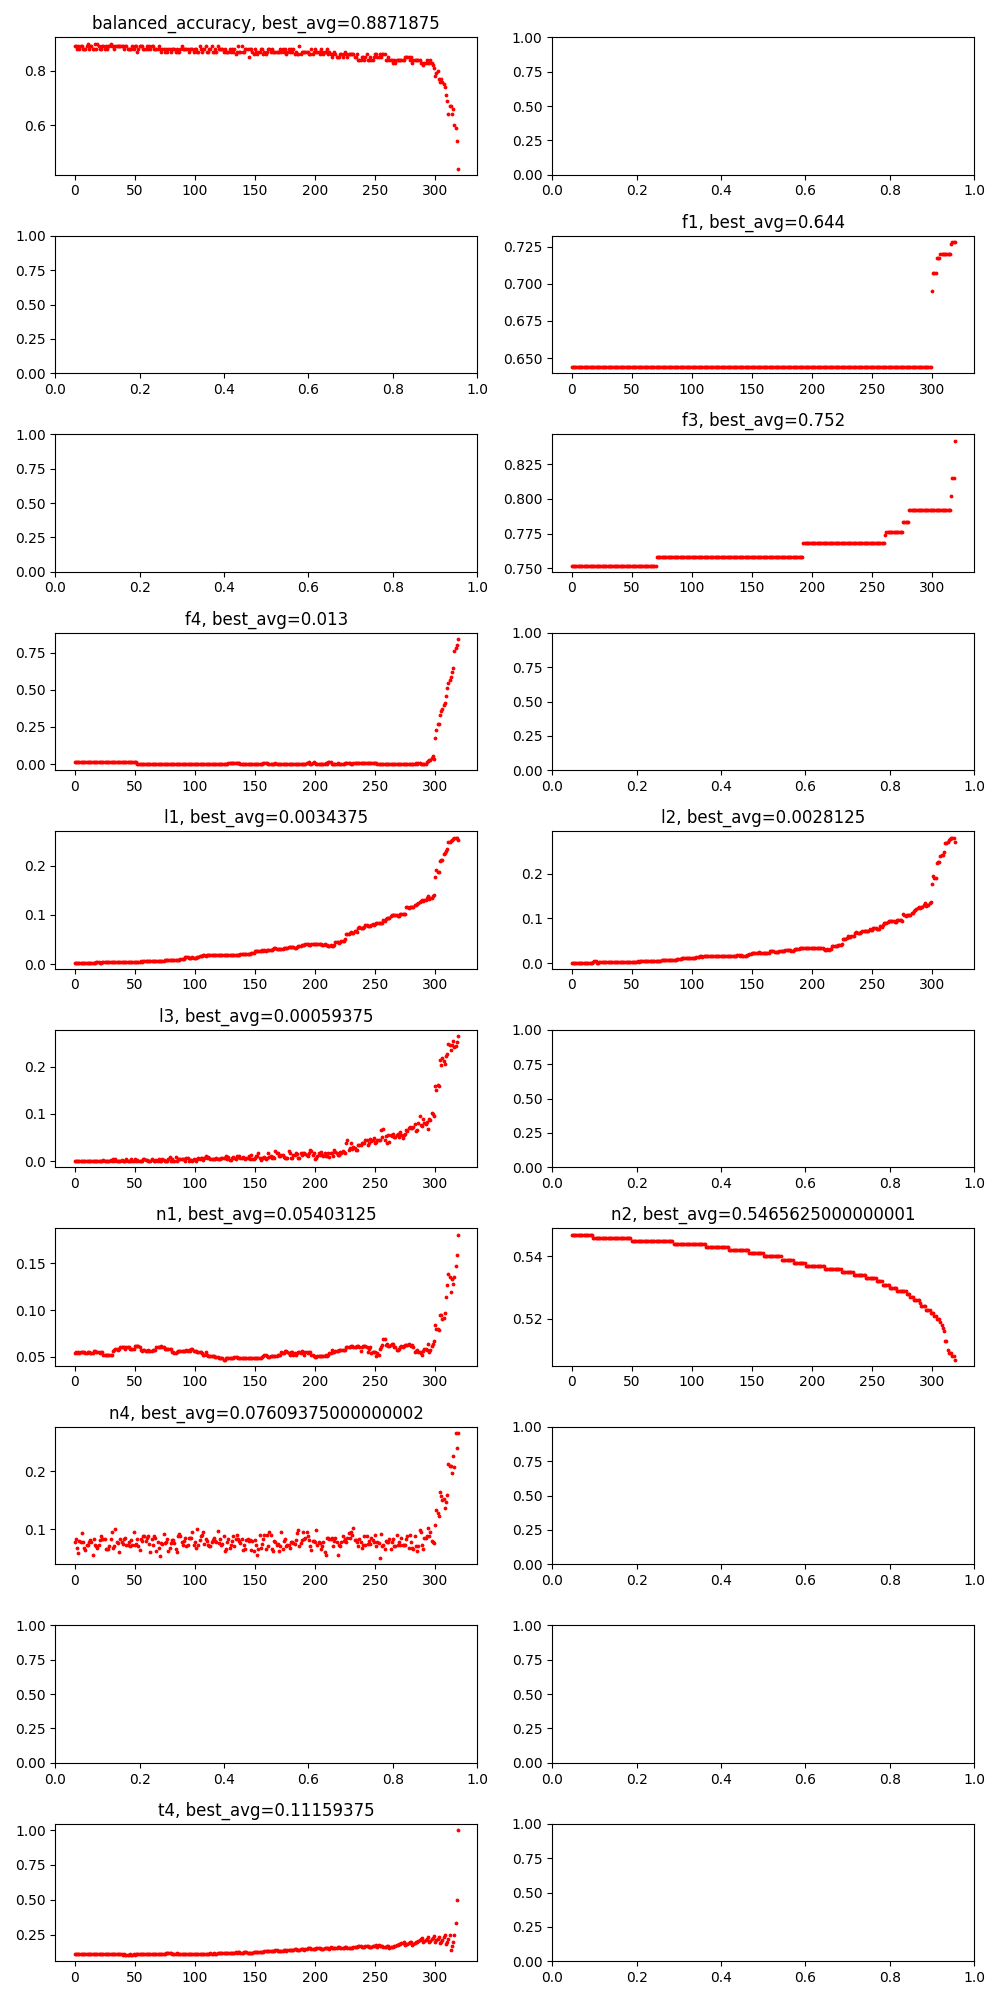 balanced_accuracy, best_avg=0.8871875
0.8
0.6
0 50 100 150 200 250 300
1.00
0.75
0.50
0.25
0.00
0.0 0.2 0.4 0.6 0.8 1.0
1.00
0.75
0.50
0.25
0.00
0.0 0.2 0.4 0.6 0.8 1.0
f1, best_avg=0.644
0.725
0.700
0.675
0.650
0 50 100 150 200 250 300
1.00
0.75
0.50
0.25
0.00
0.0 0.2 0.4 0.6 0.8 1.0
f3, best_avg=0.752
0.825
0.800
0.775
0.750
0 50 100 150 200 250 300
f4, best_avg=0.013
0.75
0.50
0.25
0.00
0 50 100 150 200 250 300
1.00
0.75
0.50
0.25
0.00
0.0 0.2 0.4 0.6 0.8 1.0
l1, best_avg=0.0034375
0.2
0.1
0.0
0 50 100 150 200 250 300
l2, best_avg=0.0028125
0.2
0.1
0.0
0 50 100 150 200 250 300
l3, best_avg=0.00059375
0.2
0.1
0.0
0 50 100 150 200 250 300
1.00
0.75
0.50
0.25
0.00
0.0 0.2 0.4 0.6 0.8 1.0
n1, best_avg=0.05403125
0.15
0.10
0.05
0 50 100 150 200 250 300
n2, best_avg=0.5465625000000001
0.54
0.52
0 50 100 150 200 250 300
n4, best_avg=0.07609375000000002
0.2
0.1
0 50 100 150 200 250 300
1.00
0.75
0.50
0.25
0.00
0.0 0.2 0.4 0.6 0.8 1.0
1.00
0.75
0.50
0.25
0.00
0.0 0.2 0.4 0.6 0.8 1.0
1.00
0.75
0.50
0.25
0.00
0.0 0.2 0.4 0.6 0.8 1.0
t4, best_avg=0.11159375
1.00
0.75
0.50
0.25
0 50 100 150 200 250 300
1.00
0.75
0.50
0.25
0.00
0.0 0.2 0.4 0.6 0.8 1.0